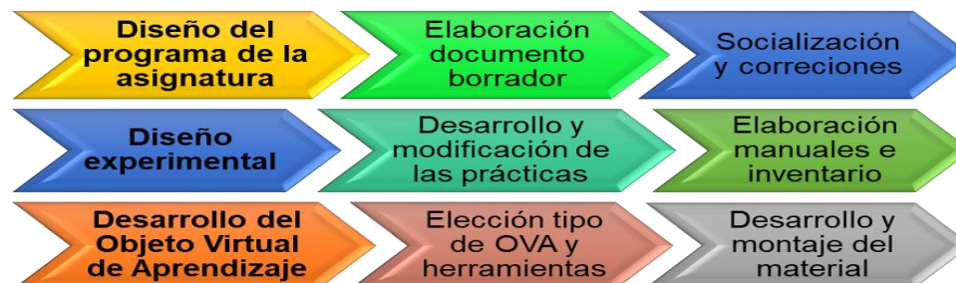 Diseño del
programa de la
asignatura
Elaboración
documento
borrador
Socialización
y correciones
Diseño
experimental
Desarrollo y
modificación de
las prácticas
Elaboración
manuales e
inventario
Desarrollo del
Objeto Virtual
de Aprendizaje
Elección tipo
de OVA y
herramientas
Desarrollo y
montaje del
material